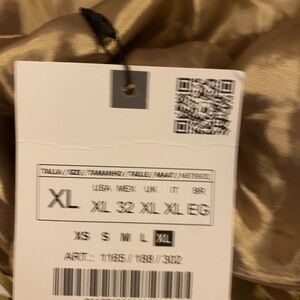 TALLA / SIZE / TAMANHO / TAILLE / MAAT /
USA MEX UK IT BR
XL XL 32 XL XL EG
XS S M L XL
ART.: 1165 // 188 / 302